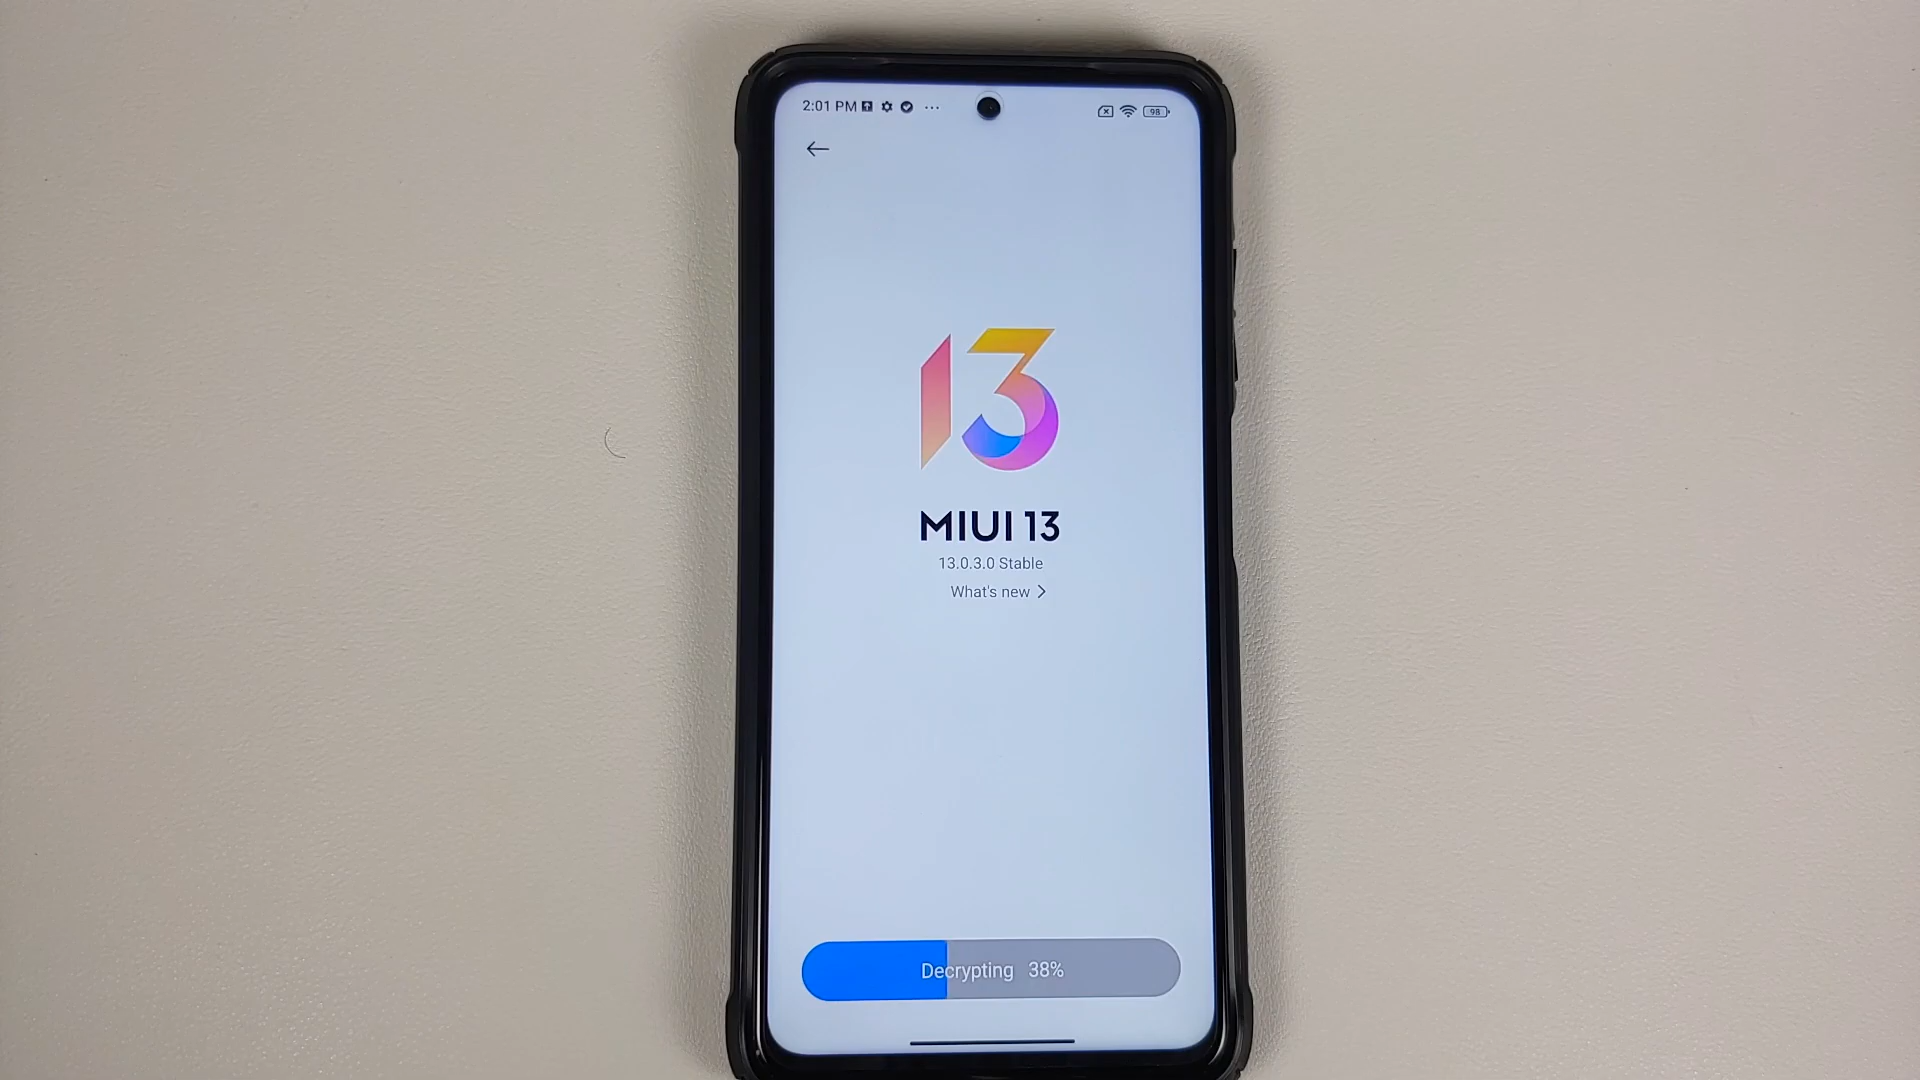 2:01 PM
98
13
MIUI 13
13.0.3.0 Stable
What's new
Decrypting 38%